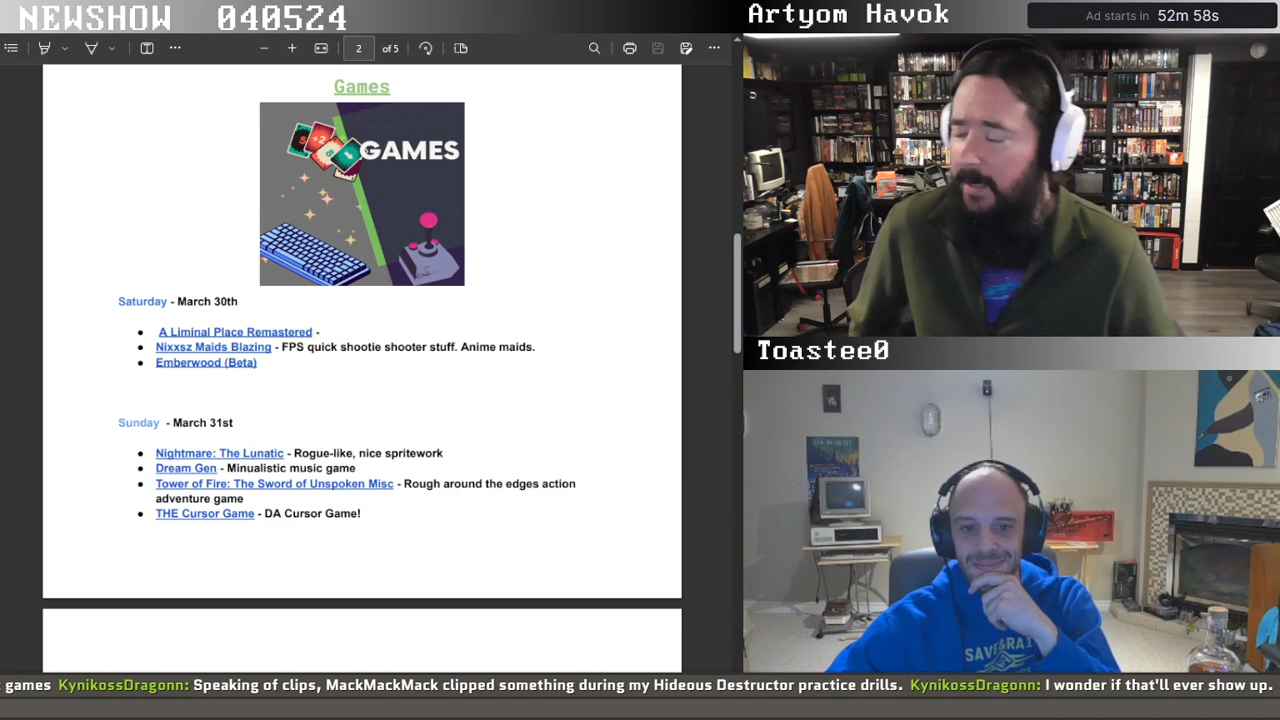 NEWSHOW 040524
Artyom Havok
Ad starts in 52m 58s
2 of 5
Games
GAMES
Saturday - March 30th
A Liminal Place Remastered -
Nixxsz Maids Blazing - FPS quick shootie shooter stuff. Anime maids.
Emberwood (Beta)
Sunday - March 31st
Nightmare: The Lunatic - Rogue-like, nice spritework
Dream Gen - Minualistic music game
Tower of Fire: The Sword of Unspoken Misc - Rough around the edges action
adventure game
THE Cursor Game - DA Cursor Game!
Toastee0
SAVE&RAI
games KynikossDragonn: Speaking of clips, MackMackMack clipped something during my Hideous Destructor practice drills. KynikossDragonn: I wonder if that'll ever show up.